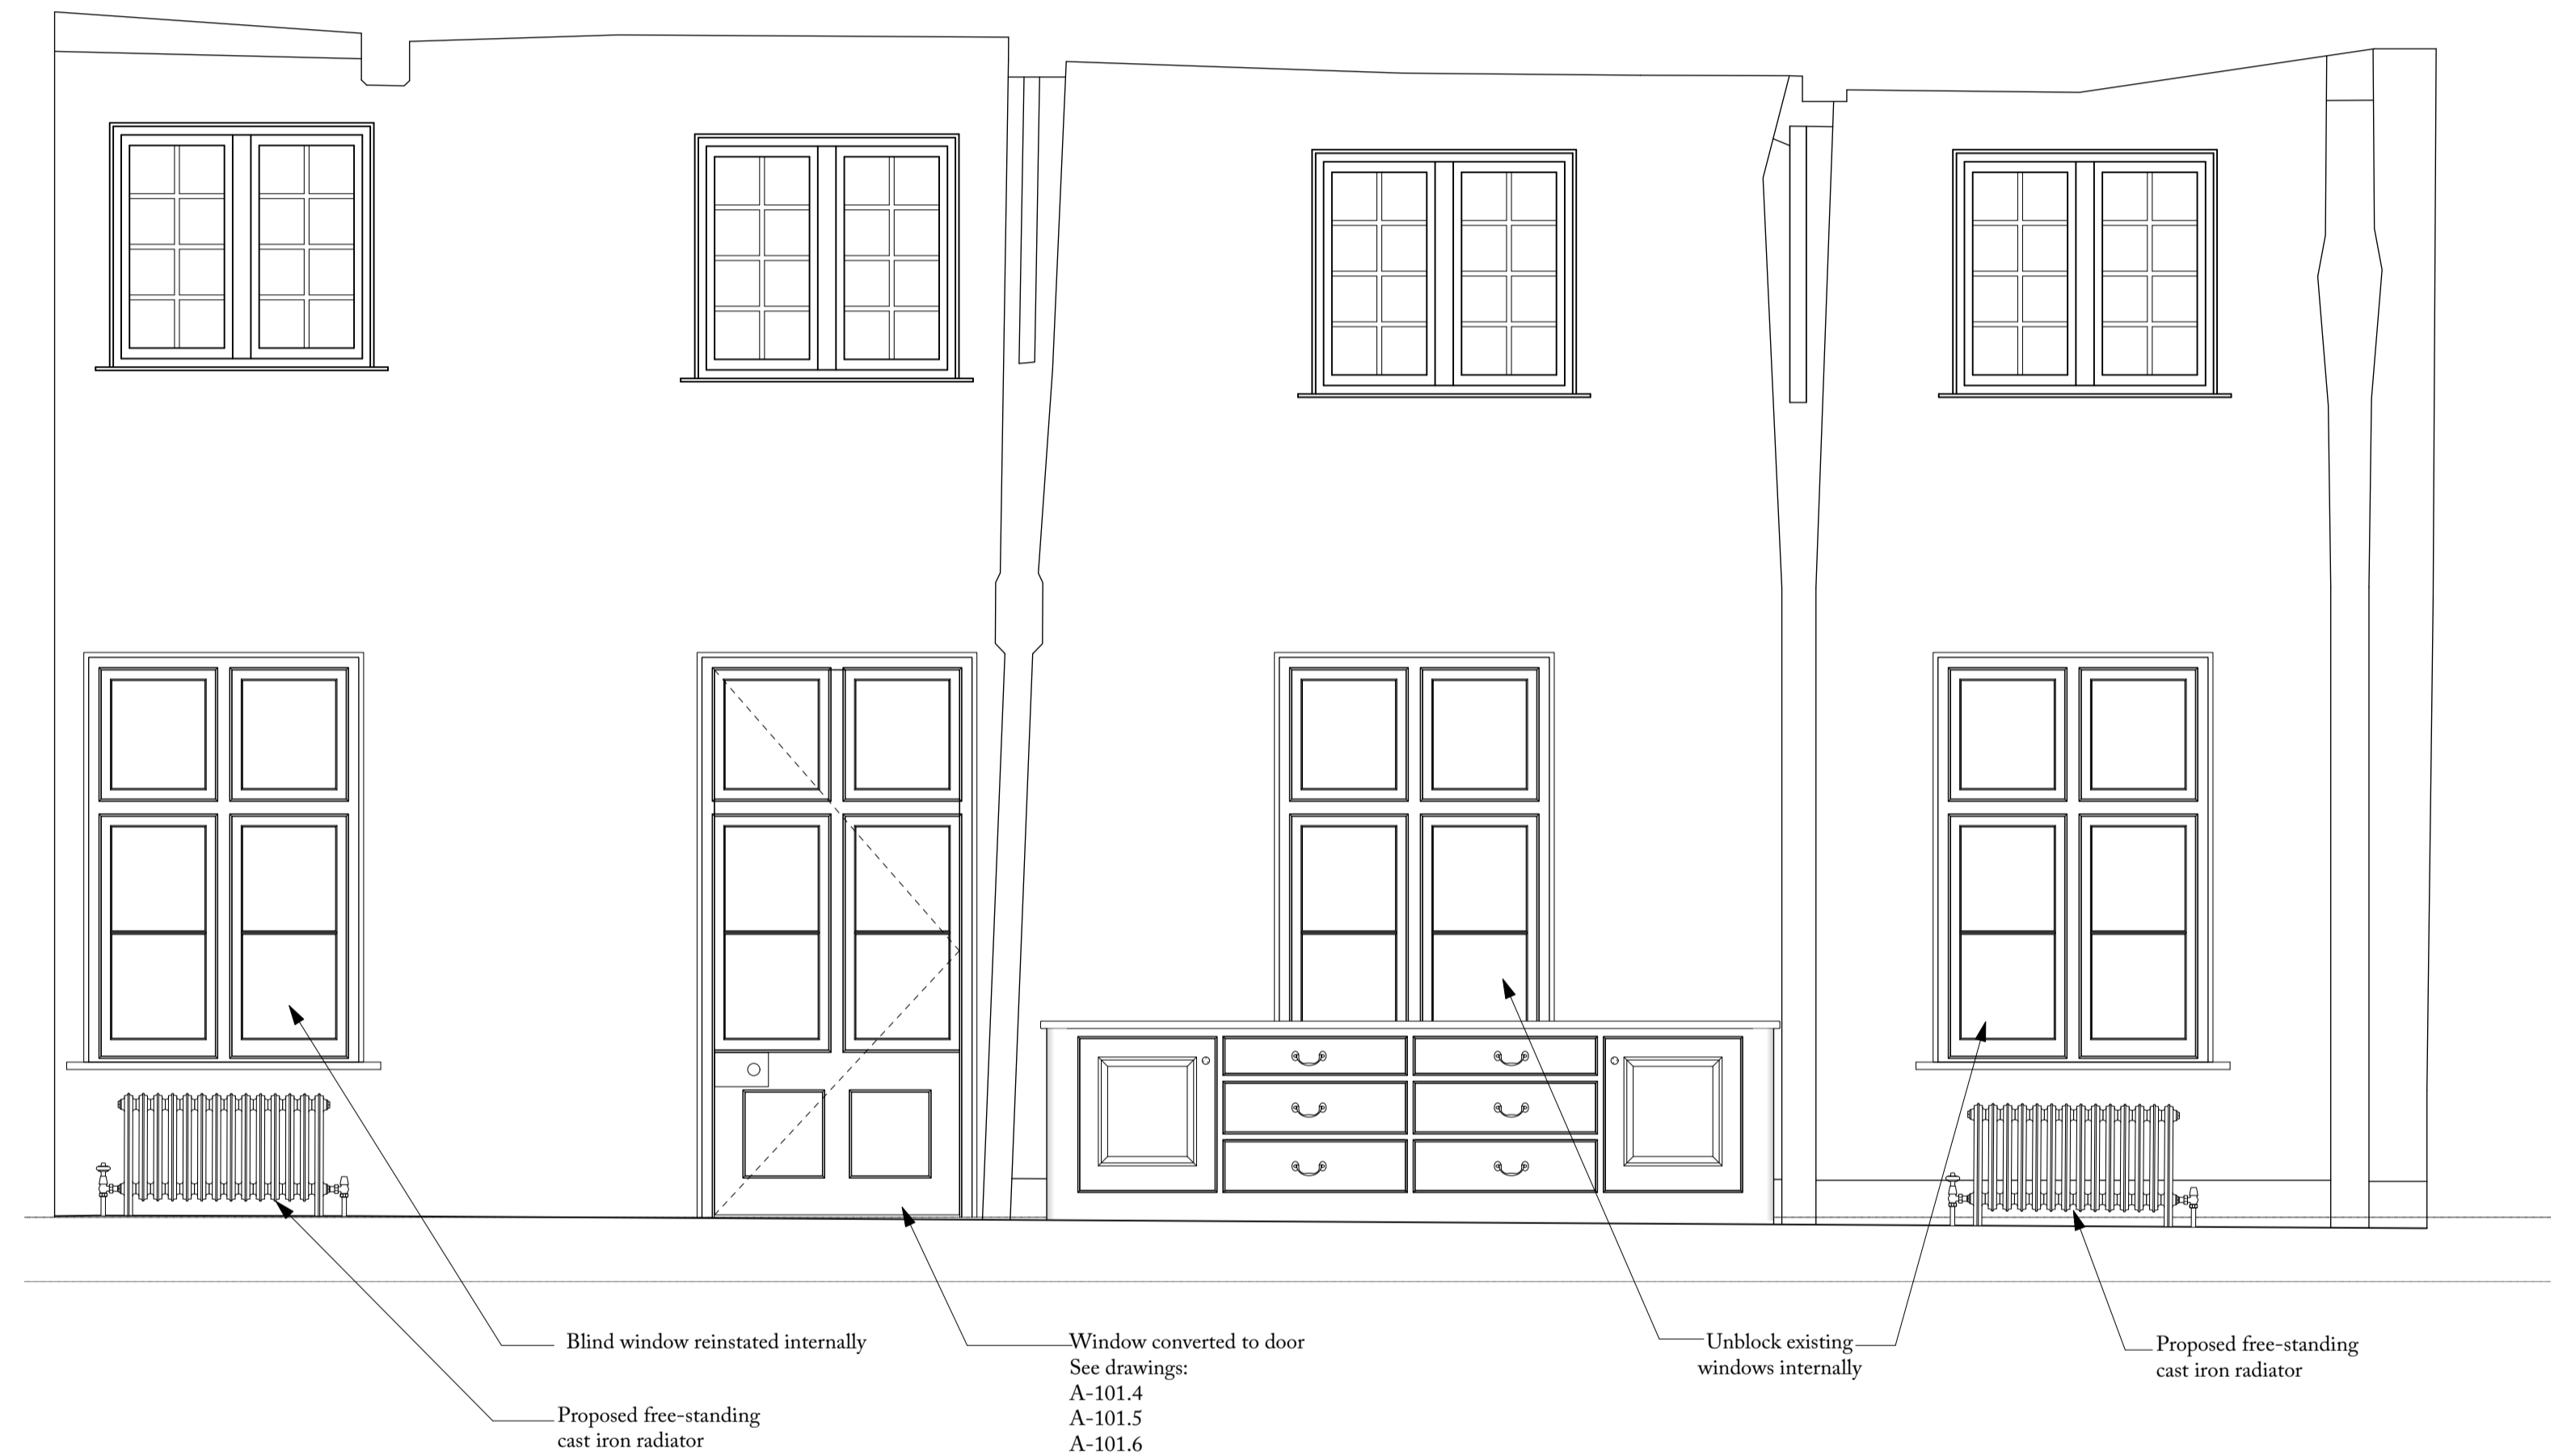 Blind window reinstated internally
Proposed free-standing
cast iron radiator
Window converted to door
See drawings:
A-101.4
A-101.5
A-101.6
Unblock existing
windows internally
Proposed free-standing
cast iron radiator